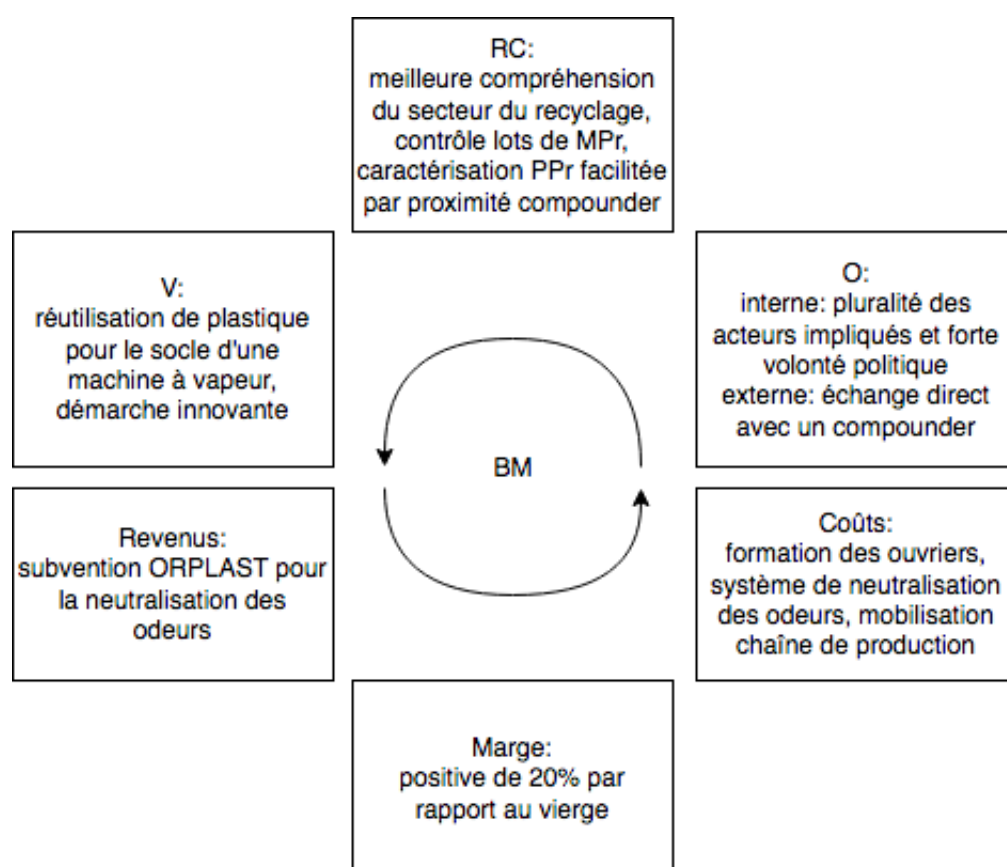 RC:
meilleure compréhension
du secteur du recyclage,
contrôle lots de MPr,
caractérisation PPr facilitée
par proximité compounder
V:
réutilisation de plastique
pour le socle d'une
machine à vapeur,
démarche innovante
O:
interne: pluralité des
acteurs impliqués et forte
volonté politique
externe: échange direct
avec un compounder
BM
Revenus:
subvention ORPLAST pour
la neutralisation des
odeurs
Coûts:
formation des ouvriers,
système de neutralisation
des odeurs, mobilisation
chaîne de production
Marge:
positive de 20% par
rapport au vierge